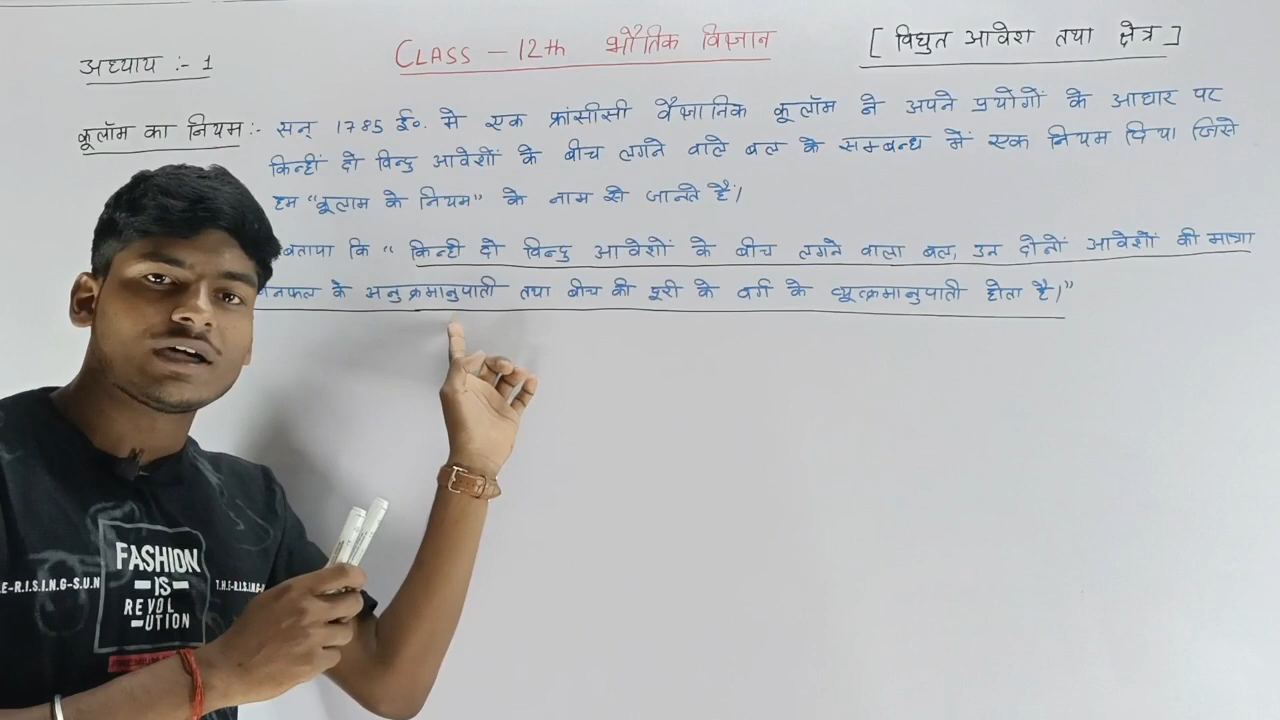 CLASS - 12th भौतिक विज्ञान
[ विद्युत आवेश तथा क्षेत्र ]
अध्याय :- 1
कूलॉम का नियम :- सन् 1785 ई०. मे एक फ्रांसीसी वैज्ञानिक कूलॉम ने अपने प्रयोगों के आधार पर
किन्हीं दो विन्दु आवेशों के बीच लगने वाले बल के सम्बन्ध में एक नियम दिया जिसे
हम "कूलाम के नियम" के नाम से जानते हैं।
बताया कि " किन्ही दो विन्दु आवेशों के बीच लगने वाला बल, उन दोनों आवेशों की मात्रा
के अनुक्रमानुपाती तथा बीच की दूरी के वर्ग के व्यूत्क्रमानुपाती होता है।"
FASHION
-IS-
REVOL
-UTION
E-R.I.S.I.N.G-S.U.N